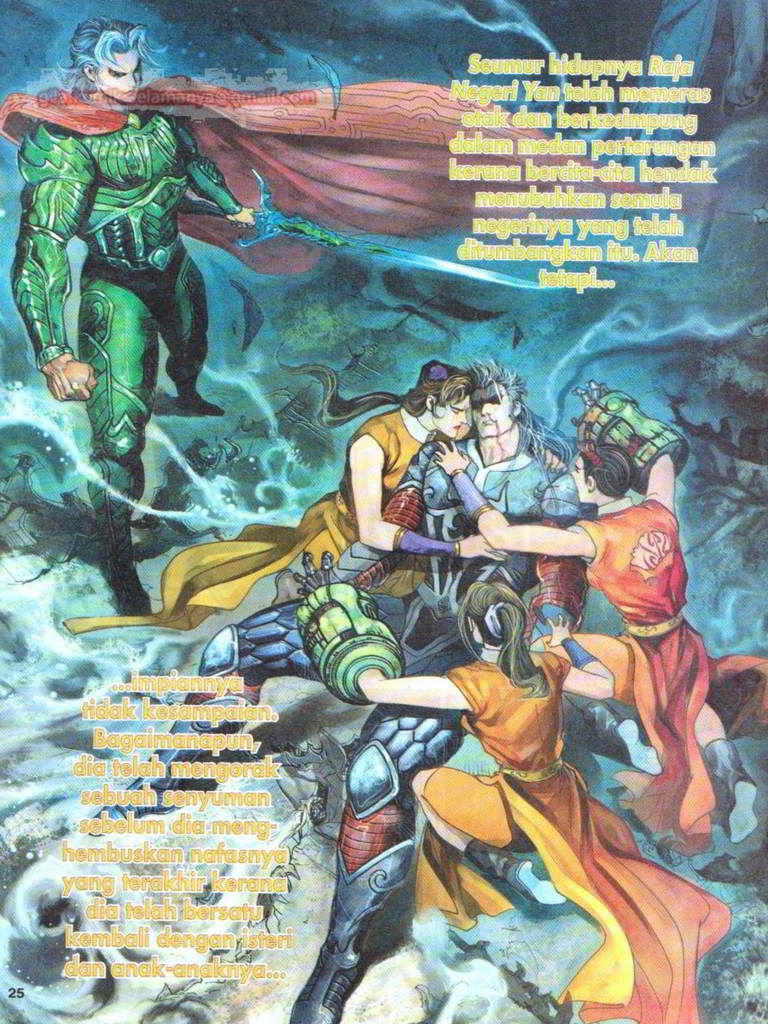 Seumur hidupnya Raja
Negeri Yan telah memeras
otak dan berkecimpung
dalam medan pertarungan
kerana bercita-cita hendak
menubuhkan semula
negerinya yang telah
ditumbangkan itu. Akan
tetapi...
...impiannya
tidak kesampaian.
Bagaimanapun,
dia telah mengorak
sebuah senyuman
sebelum dia meng-
hembuskan nafasnya
yang terakhir kerana
dia telah bersatu
kembali dengan isteri
dan anak-anaknya...
25